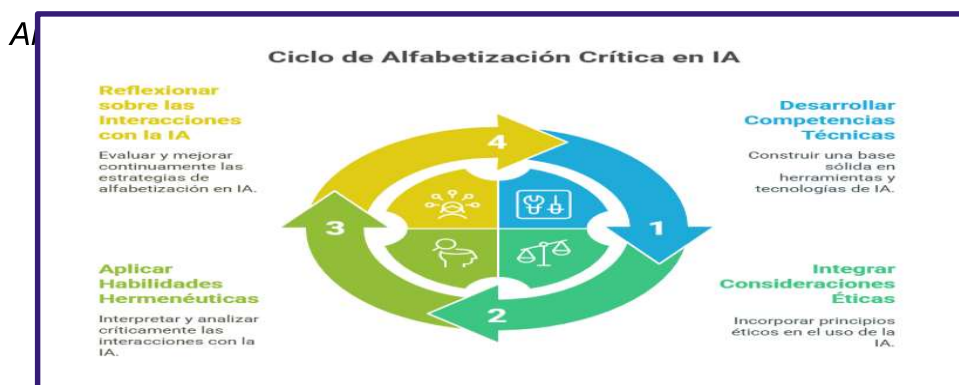 Ciclo de Alfabetización Crítica en IA
Reflexionar
sobre las
Interacciones
con la IA
Evaluar y mejorar
continuamente las
estrategias de
alfabetización en IA.
4
Desarrollar
Competencias
Técnicas
Construir una base
sólida en
herramientas y
tecnologías de IA.
3
1
Aplicar
Habilidades
Hermenéuticas
Interpretar y analizar
críticamente las
interacciones con la
IA.
2
Integrar
Consideraciones
Éticas
Incorporar principios
éticos en el uso de la
IA.